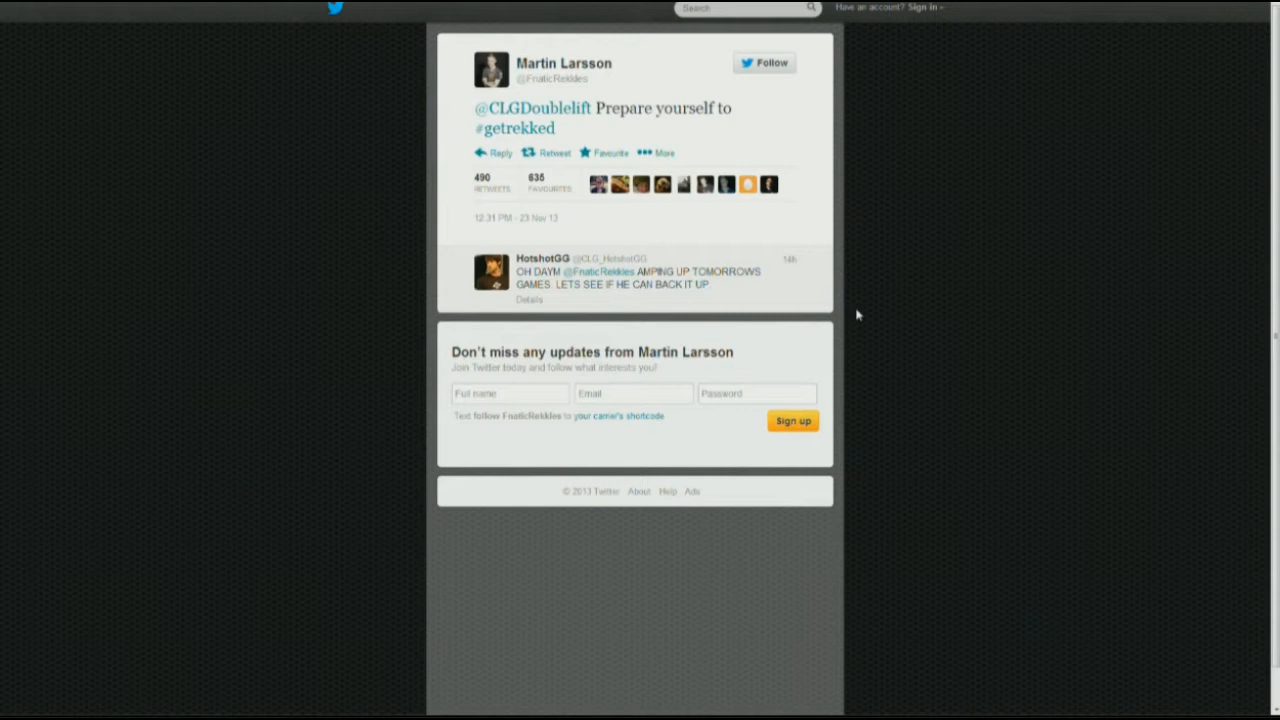 Search
Have an account? Sign in
Martin Larsson
@FnaticRekkles
Follow
@CLGDoublelift Prepare yourself to
#getrekked
Reply Retweet Favourite More
490 635
RETWEETS FAVOURITES
12:31 PM - 23 Nov 13
HotshotGG @CLG_HotshotGG 14h
OH DAYM @FnaticRekkles AMPING UP TOMORROWS
GAMES. LETS SEE IF HE CAN BACK IT UP.
Details
Don't miss any updates from Martin Larsson
Join Twitter today and follow what interests you!
Full name Email Password
Text follow FnaticRekkles to your carrier's shortcode
Sign up
© 2013 Twitter About Help Ads